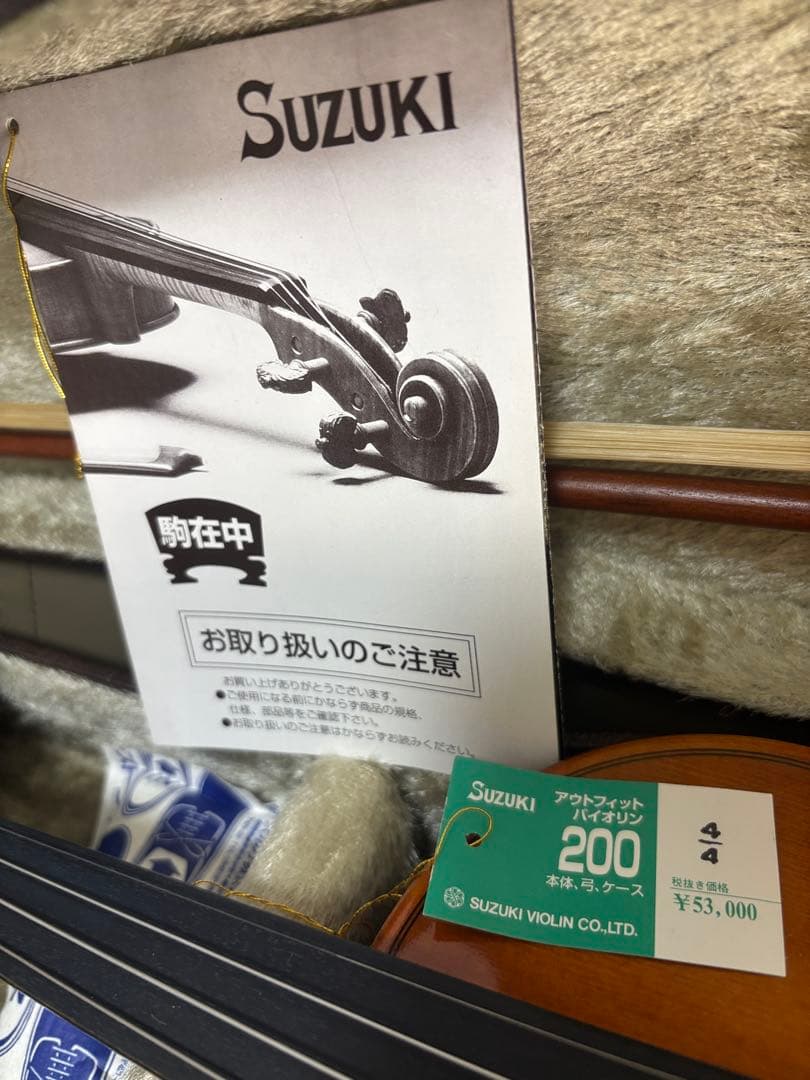 SUZUKI
駒在中
お取り扱いのご注意
お買い上げありがとうございます。
●ご使用になる前にかならず商品の規格、
仕様、部品等をご確認下さい。
●お取り扱いのご注意はかならずお読みください。
SUZUKI
アウトフィット
バイオリン
200
本体、弓、ケース
SUZUKI VIOLIN CO.,LTD.
4/4
税抜き価格
¥53,000